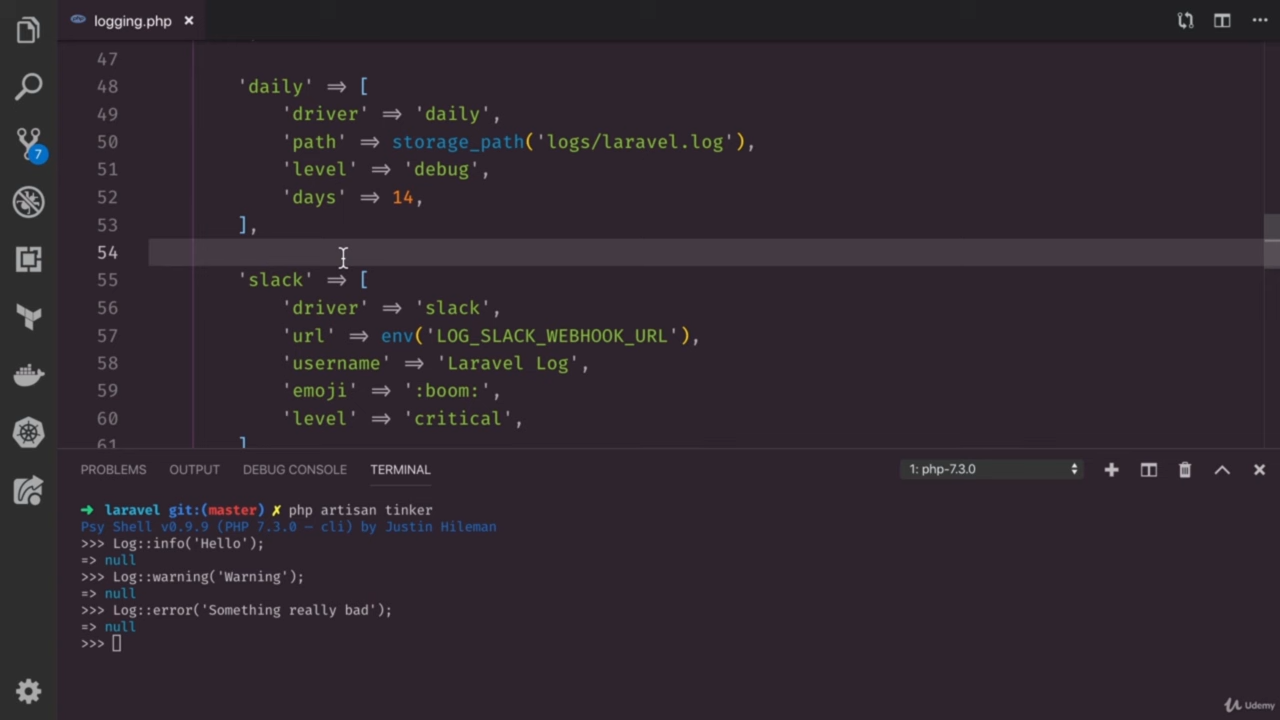 logging.php
47
48 'daily' => [
49 'driver' => 'daily',
50 'path' => storage_path('logs/laravel.log'),
51 'level' => 'debug',
52 'days' => 14,
53 ],
54
55 'slack' => [
56 'driver' => 'slack',
57 'url' => env('LOG_SLACK_WEBHOOK_URL'),
58 'username' => 'Laravel Log',
59 'emoji' => ':boom:',
60 'level' => 'critical',
61 ]
7
PROBLEMS OUTPUT DEBUG CONSOLE TERMINAL 1: php-7.3.0
➜ laravel git:(master) ✗ php artisan tinker
Psy Shell v0.9.9 (PHP 7.3.0 — cli) by Justin Hileman
>>> Log::info('Hello');
=> null
>>> Log::warning('Warning');
=> null
>>> Log::error('Something really bad');
=> null
>>>
Udemy